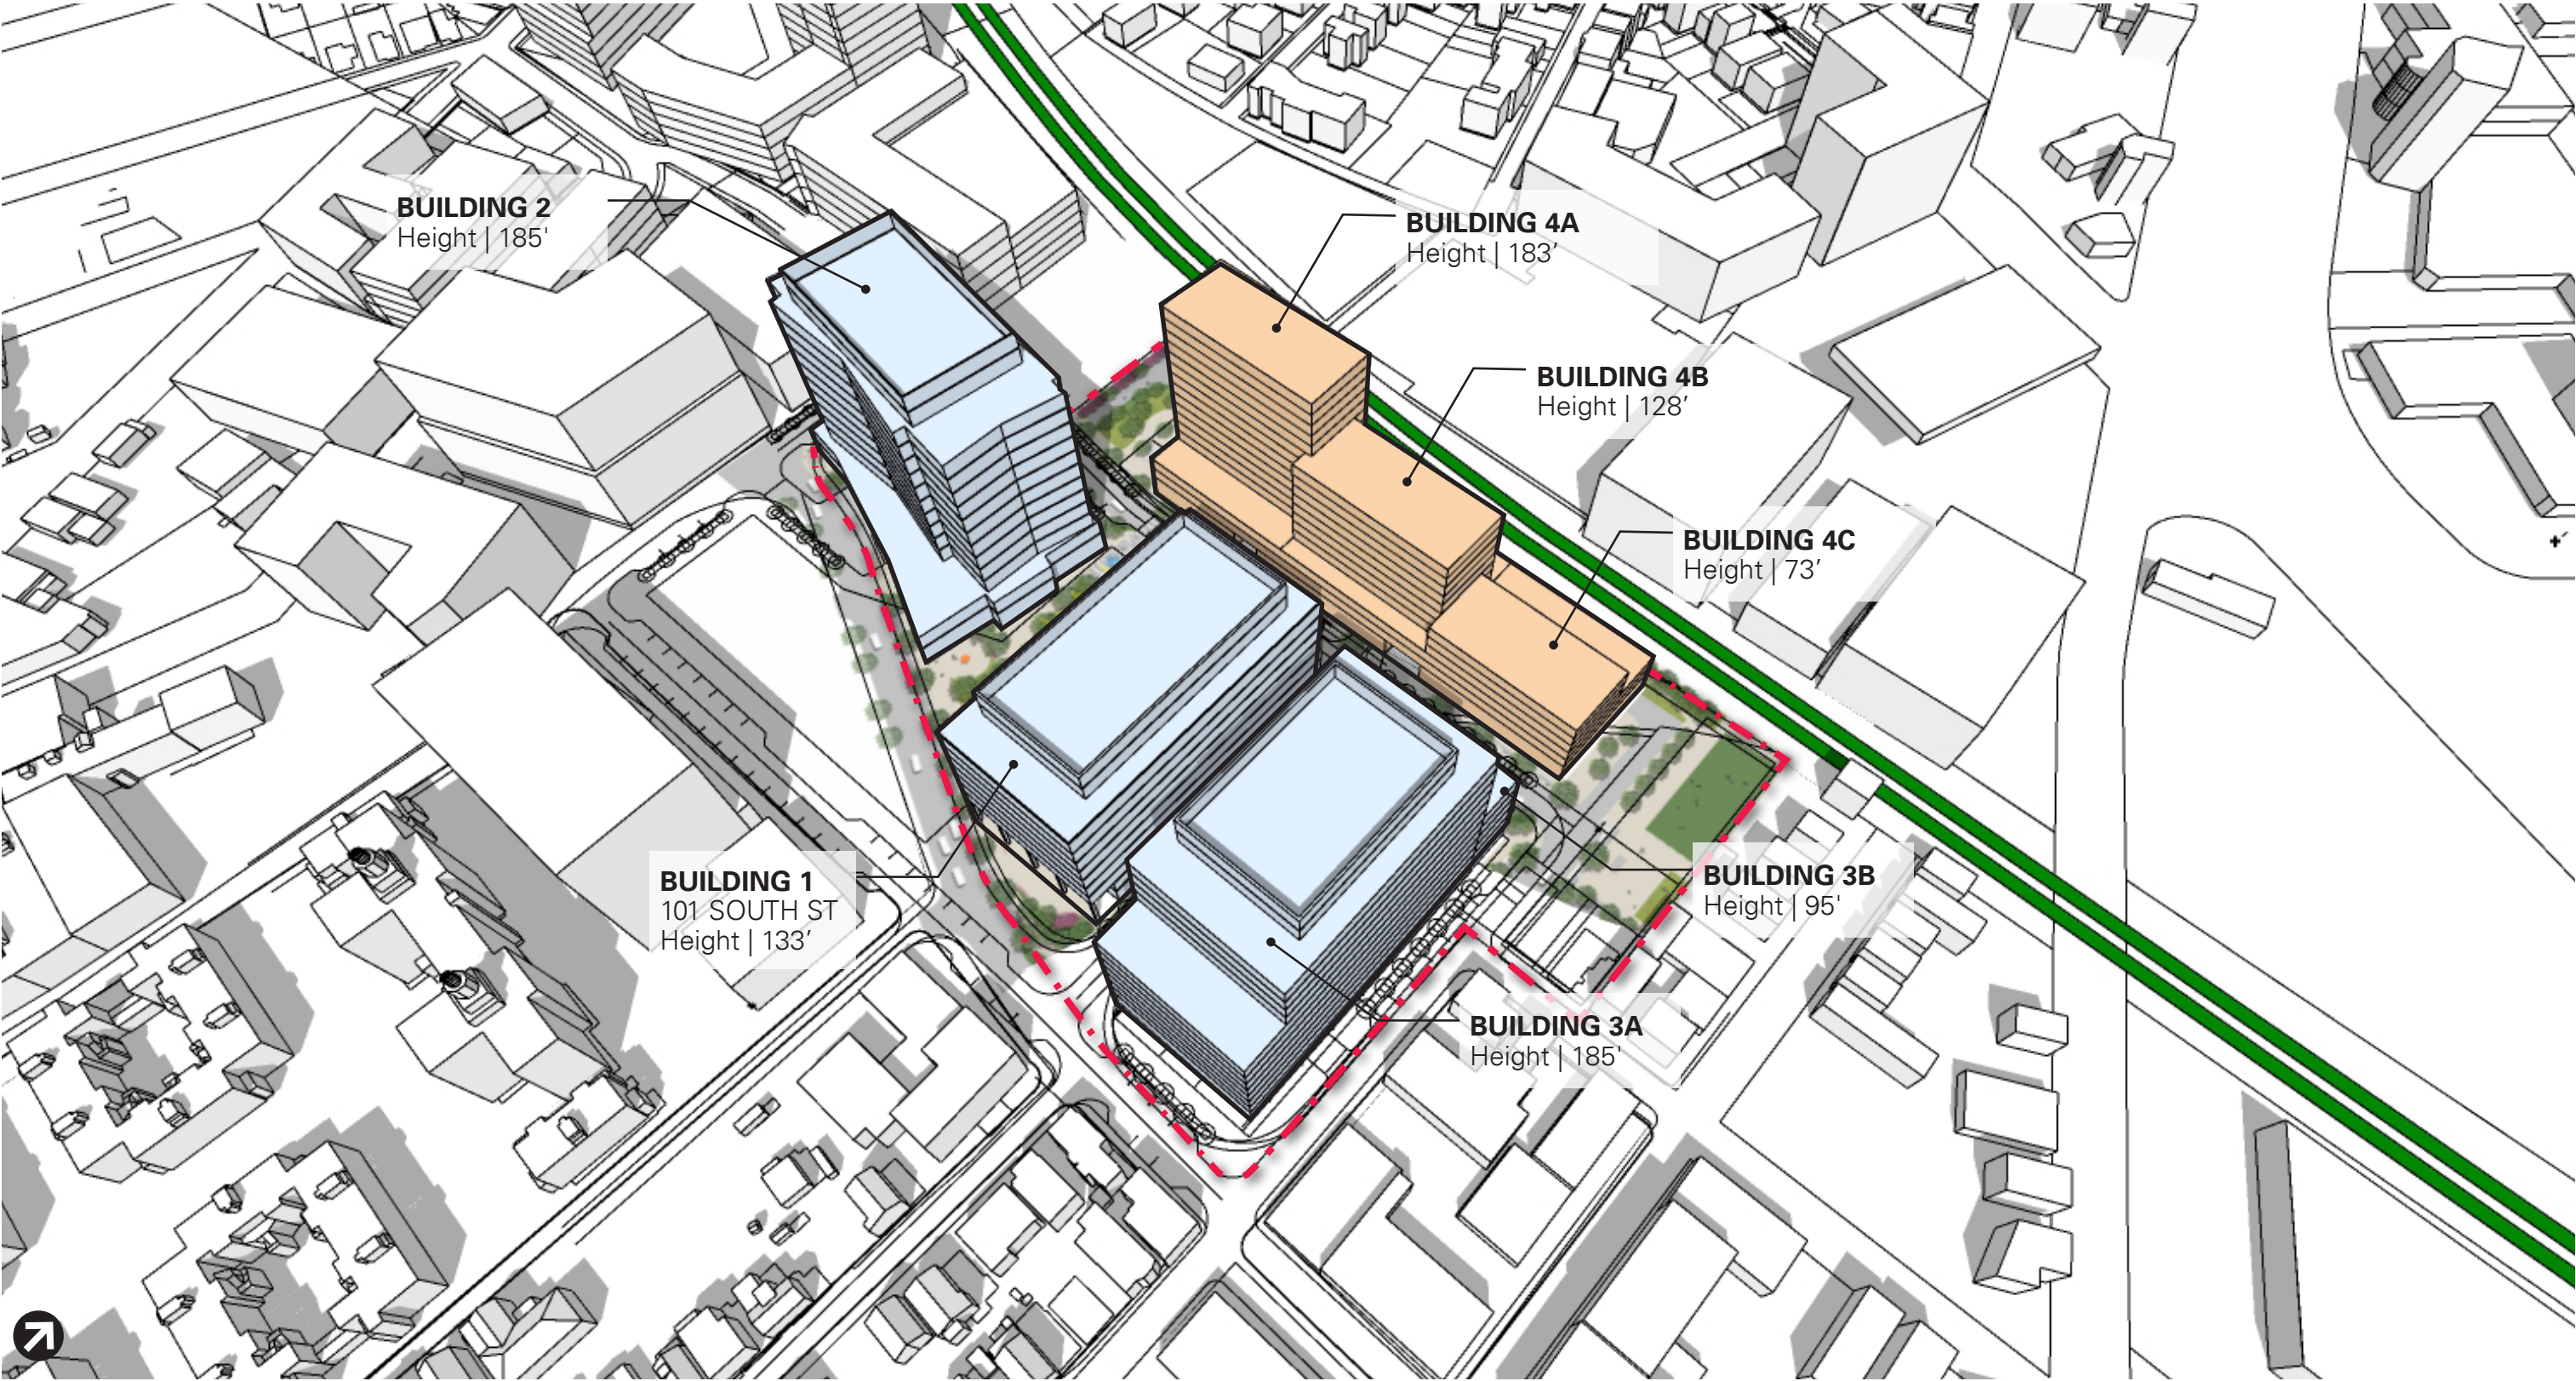 BUILDING 2
Height | 185'
BUILDING 4A
Height | 183’
BUILDING 4B
Height | 128’
BUILDING 4C
Height | 73’
BUILDING 1
101 SOUTH ST
Height | 133’
BUILDING 3B
Height | 95'
BUILDING 3A
Height | 185'